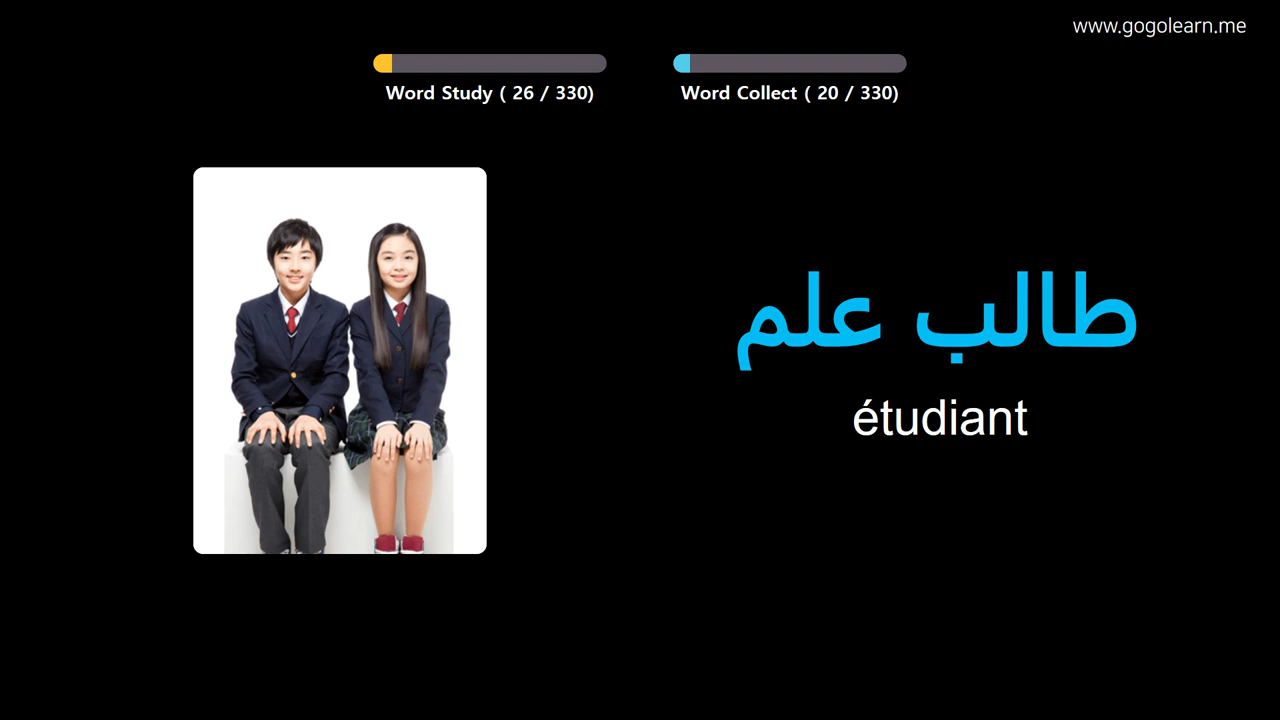 www.gogolearn.me
Word Study ( 26 / 330)
Word Collect ( 20 / 330)
طالب علم
étudiant